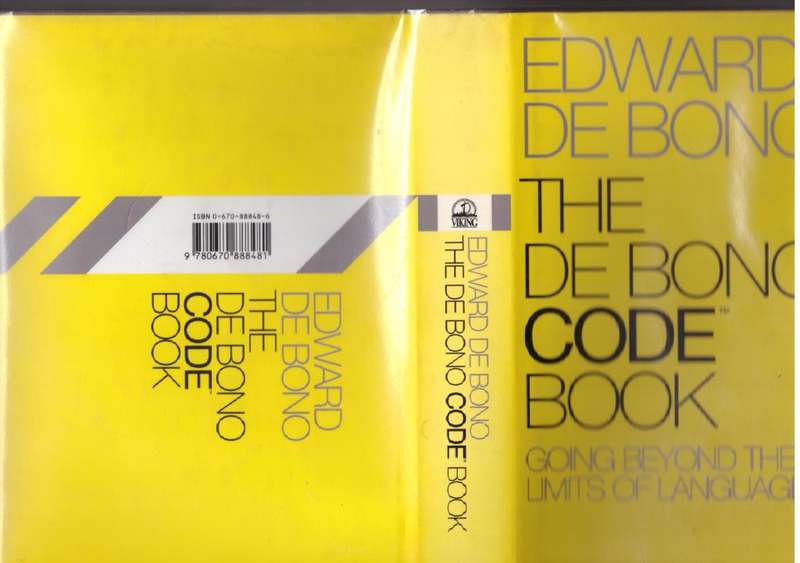 ISBN 0-670-88848-6
9 780670 888481
EDWARD
DE BONO
THE
DE BONO
CODE
BOOK
VIKING
EDWARD DE BONO
THE DE BONO CODE BOOK
EDWARD
DE BONO
THE
DE BONO
CODE™
BOOK
GOING BEYOND THE
LIMITS OF LANGUAGE